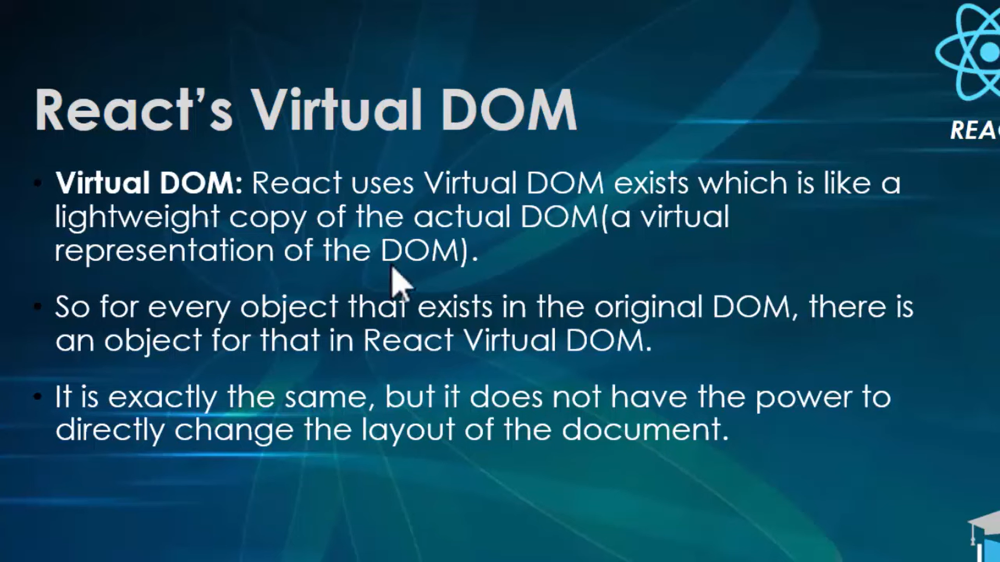 React’s Virtual DOM
• Virtual DOM: React uses Virtual DOM exists which is like a
lightweight copy of the actual DOM(a virtual
representation of the DOM).
• So for every object that exists in the original DOM, there is
an object for that in React Virtual DOM.
• It is exactly the same, but it does not have the power to
directly change the layout of the document.